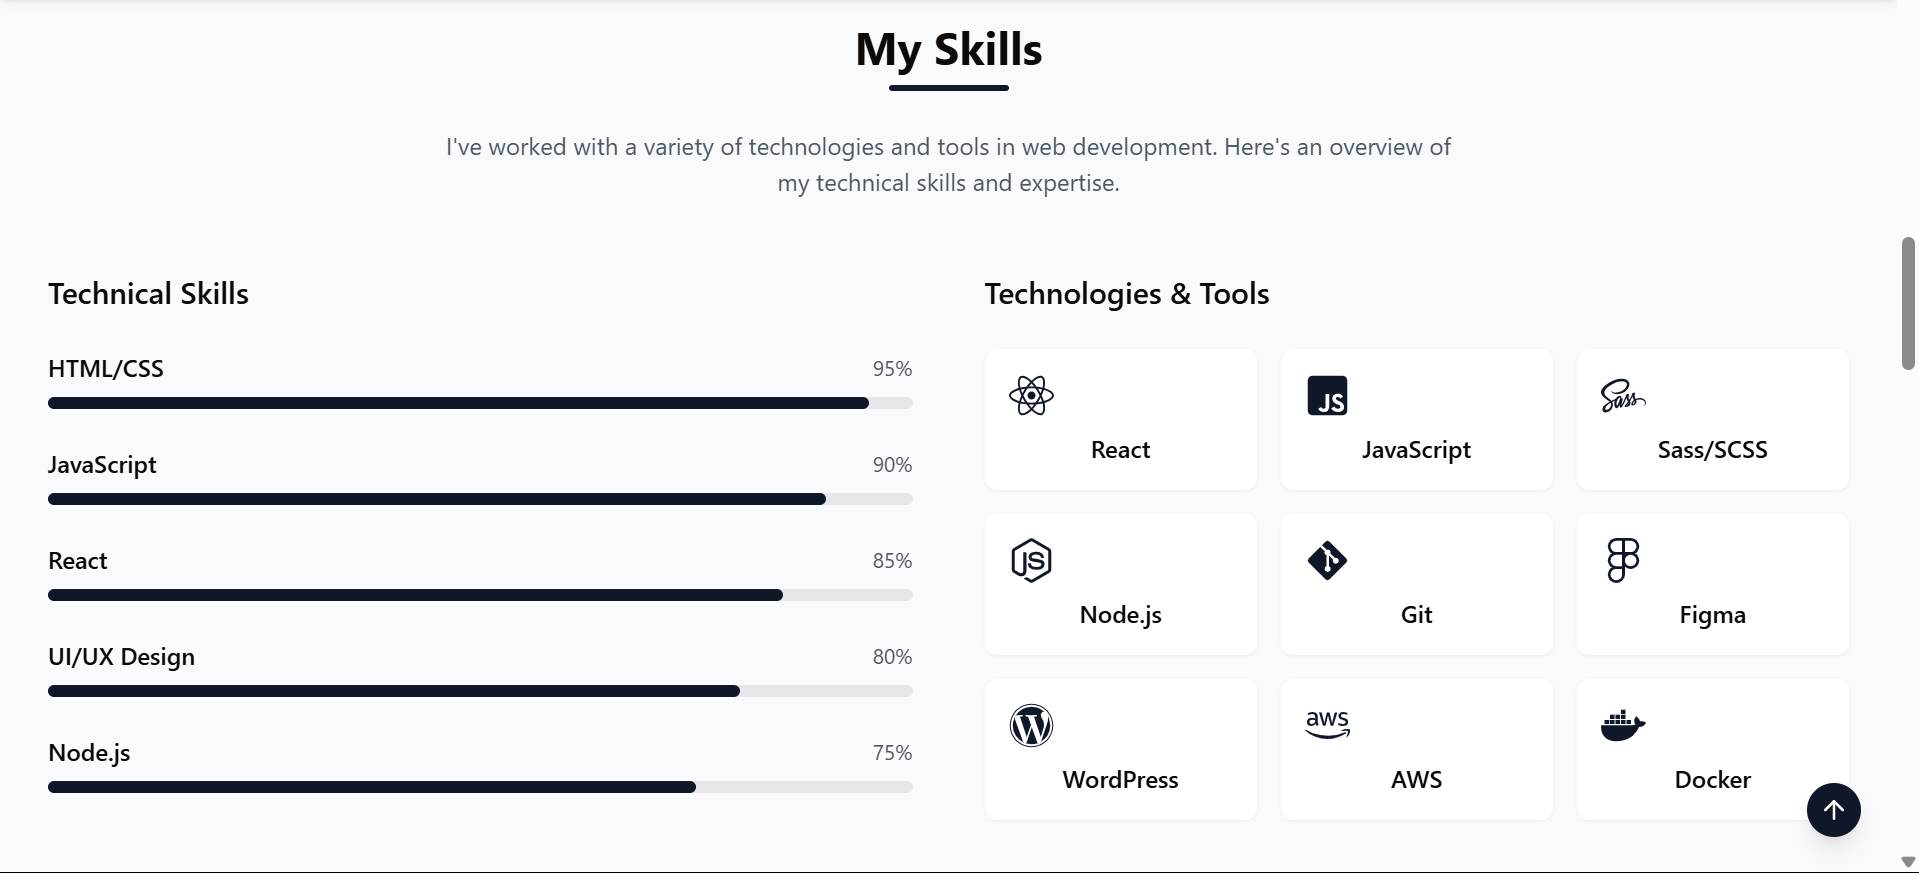 My Skills
I've worked with a variety of technologies and tools in web development. Here's an overview of
my technical skills and expertise.
Technical Skills
HTML/CSS 95%
JavaScript 90%
React 85%
UI/UX Design 80%
Node.js 75%
Technologies & Tools
JS
Sass
React JavaScript Sass/SCSS
JS
Node.js Git Figma
W
aws
WordPress AWS Docker